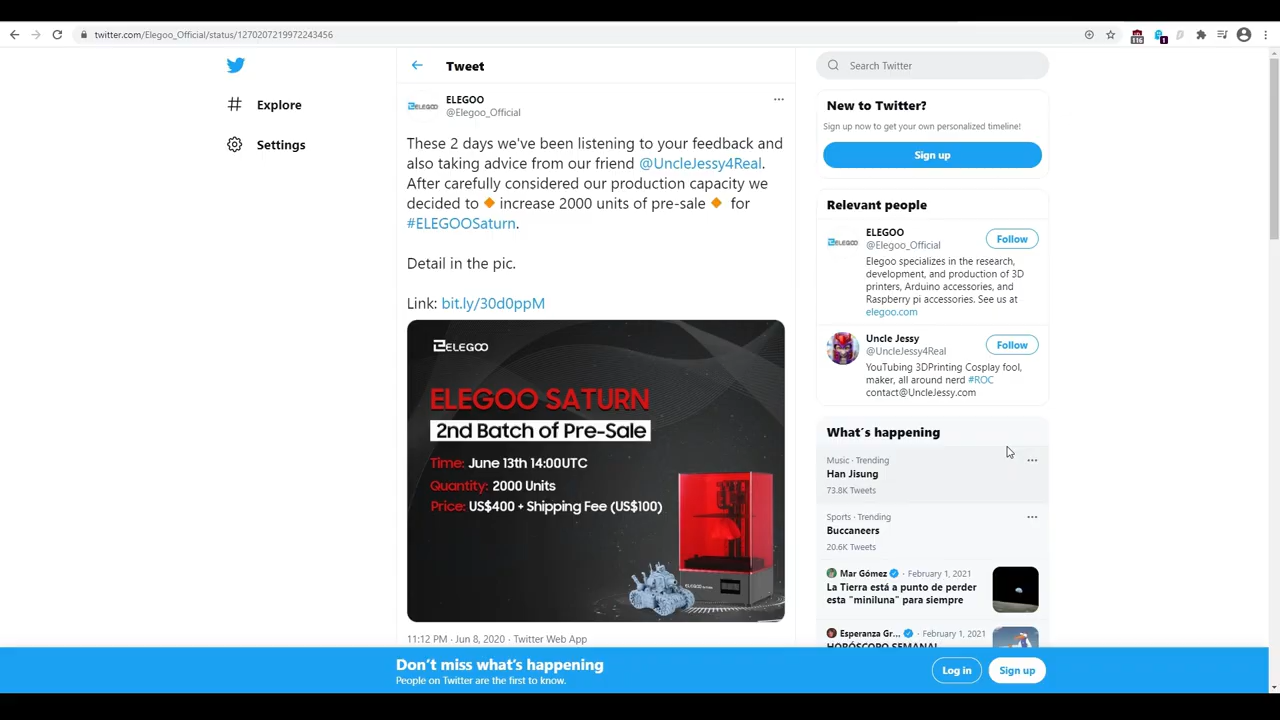 twitter.com/Elegoo_Official/status/1270207219972243456
116
1
Explore
Settings
Tweet
ELEGOO
@Elegoo_Official
These 2 days we've been listening to your feedback and
also taking advice from our friend @UncleJessy4Real.
After carefully considered our production capacity we
decided to 🔸increase 2000 units of pre-sale🔸 for
#ELEGOOSaturn.
Detail in the pic.
Link: bit.ly/30d0ppM
ELEGOO
ELEGOO SATURN
2nd Batch of Pre-Sale
Time: June 13th 14:00UTC
Quantity: 2000 Units
Price: US$400 + Shipping Fee (US$100)
11:12 PM · Jun 8, 2020 · Twitter Web App
Search Twitter
New to Twitter?
Sign up now to get your own personalized timeline!
Sign up
Relevant people
ELEGOO
@Elegoo_Official
Follow
Elegoo specializes in the research,
development, and production of 3D
printers, Arduino accessories, and
Raspberry pi accessories. See us at
elegoo.com
Uncle Jessy
@UncleJessy4Real
Follow
YouTubing 3DPrinting Cosplay fool,
maker, all around nerd #ROC
contact@UncleJessy.com
What's happening
Music · Trending
Han Jisung
73.8K Tweets
Sports · Trending
Buccaneers
20.6K Tweets
Mar Gómez · February 1, 2021
La Tierra está a punto de perder
esta "miniluna" para siempre
Esperanza Gr... · February 1, 2021
HORÓSCOPO SEMANAL
Don't miss what's happening
People on Twitter are the first to know.
Log in
Sign up